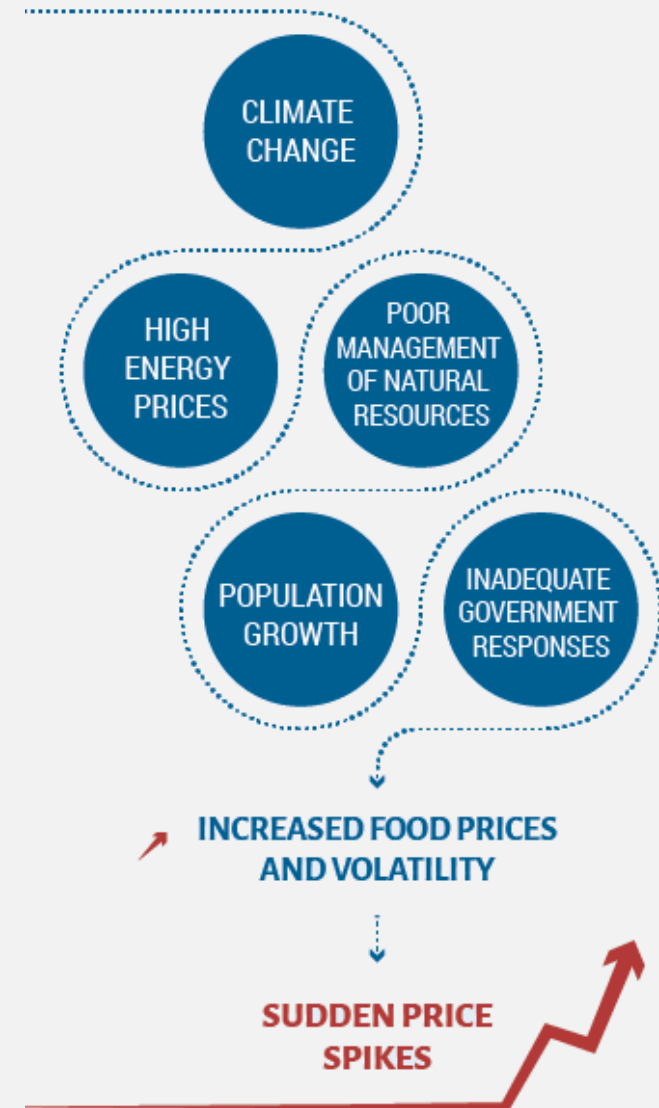 CLIMATE
CHANGE
HIGH
ENERGY
PRICES
POOR
MANAGEMENT
OF NATURAL
RESOURCES
POPULATION
GROWTH
INADEQUATE
GOVERNMENT
RESPONSES
INCREASED FOOD PRICES
AND VOLATILITY
SUDDEN PRICE
SPIKES